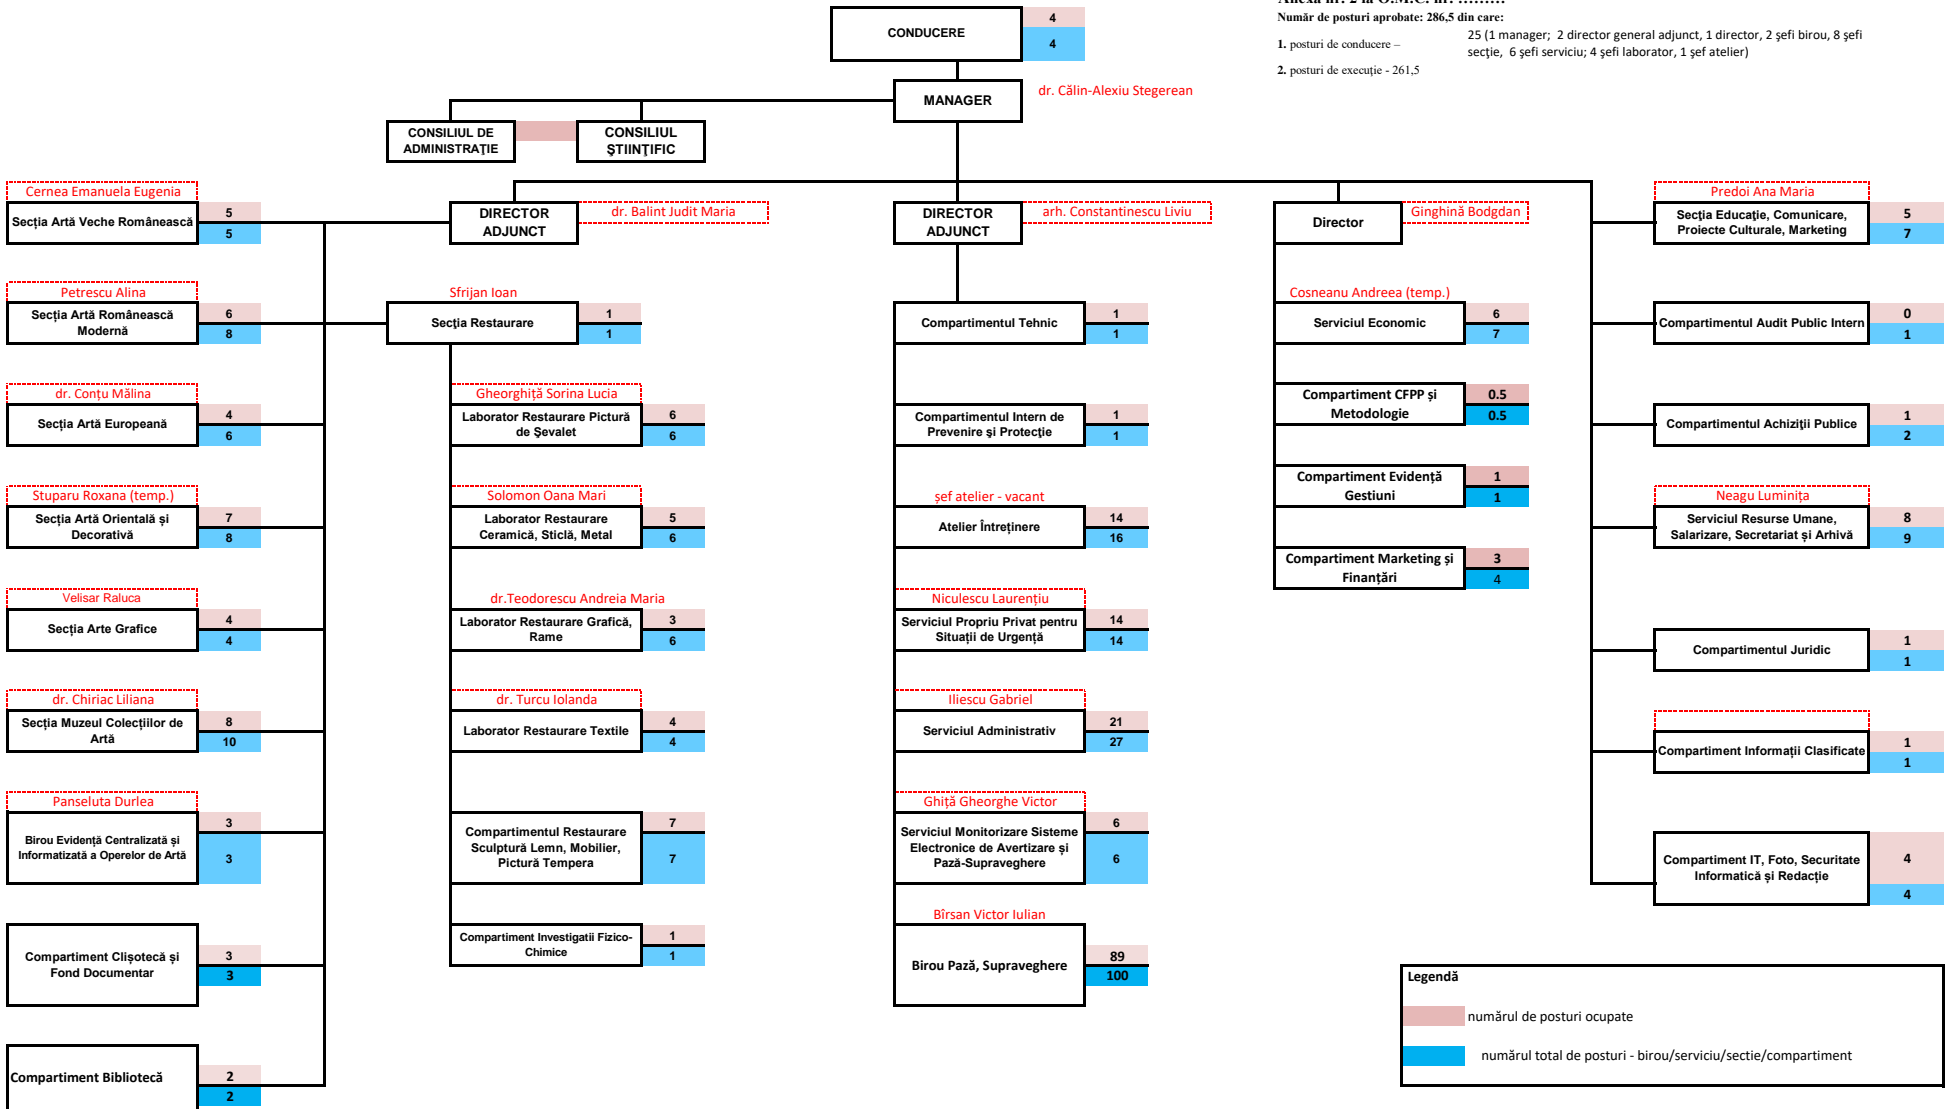 Anexa nr. 2 la O.M.C. nr. .........
Număr de posturi aprobate: 286,5 din care:
1. posturi de conducere –
25 (1 manager; 2 director general adjunct, 1 director, 2 șefi birou, 8 șefi
secție, 6 șefi serviciu; 4 șefi laborator, 1 șef atelier)
2. posturi de execuție - 261,5
CONDUCERE
4
4
MANAGER
dr. Călin-Alexiu Stegerean
CONSILIUL DE
ADMINISTRAŢIE
CONSILIUL
ŞTIINŢIFIC
Cernea Emanuela Eugenia
Secția Artă Veche Românească
5
5
Petrescu Alina
Secția Artă Românească
Modernă
6
8
dr. Conțu Mălina
Secția Artă Europeană
4
6
Stuparu Roxana (temp.)
Secția Artă Orientală și
Decorativă
7
8
Velisar Raluca
Secția Arte Grafice
4
4
dr. Chiriac Liliana
Secția Muzeul Colecțiilor de
Artă
8
10
Panseluta Durlea
Birou Evidență Centralizată și
Informatizată a Operelor de Artă
3
3
Compartiment Clișotecă și
Fond Documentar
3
3
Compartiment Bibliotecă
2
2
DIRECTOR
ADJUNCT
dr. Balint Judit Maria
Sfrijan Ioan
Secţia Restaurare
1
1
Gheorghiță Sorina Lucia
Laborator Restaurare Pictură
de Şevalet
6
6
Solomon Oana Mari
Laborator Restaurare
Ceramică, Sticlă, Metal
5
6
dr.Teodorescu Andreia Maria
Laborator Restaurare Grafică,
Rame
3
6
dr. Turcu Iolanda
Laborator Restaurare Textile
4
4
Compartimentul Restaurare
Sculptură Lemn, Mobilier,
Pictură Tempera
7
7
Compartiment Investigatii Fizico-
Chimice
1
1
DIRECTOR
ADJUNCT
arh. Constantinescu Liviu
Compartimentul Tehnic
1
1
Compartimentul Intern de
Prevenire şi Protecţie
1
1
șef atelier - vacant
Atelier Întreținere
14
16
Niculescu Laurențiu
Serviciul Propriu Privat pentru
Situații de Urgență
14
14
Iliescu Gabriel
Serviciul Administrativ
21
27
Ghiță Gheorghe Victor
Serviciul Monitorizare Sisteme
Electronice de Avertizare și
Pază-Supraveghere
6
6
Bîrsan Victor Iulian
Birou Pază, Supraveghere
89
100
Director
Ginghină Bodgdan
Cosneanu Andreea (temp.)
Serviciul Economic
6
7
Compartiment CFPP și
Metodologie
0.5
0.5
Compartiment Evidență
Gestiuni
1
1
Compartiment Marketing și
Finanțări
3
4
Predoi Ana Maria
Secţia Educaţie, Comunicare,
Proiecte Culturale, Marketing
5
7
Compartimentul Audit Public Intern
0
1
Compartimentul Achiziţii Publice
1
2
Neagu Luminița
Serviciul Resurse Umane,
Salarizare, Secretariat și Arhivă
8
9
Compartimentul Juridic
1
1
Compartiment Informații Clasificate
1
1
Compartiment IT, Foto, Securitate
Informatică și Redacție
4
4
Legendă
numărul de posturi ocupate
numărul total de posturi - birou/serviciu/sectie/compartiment